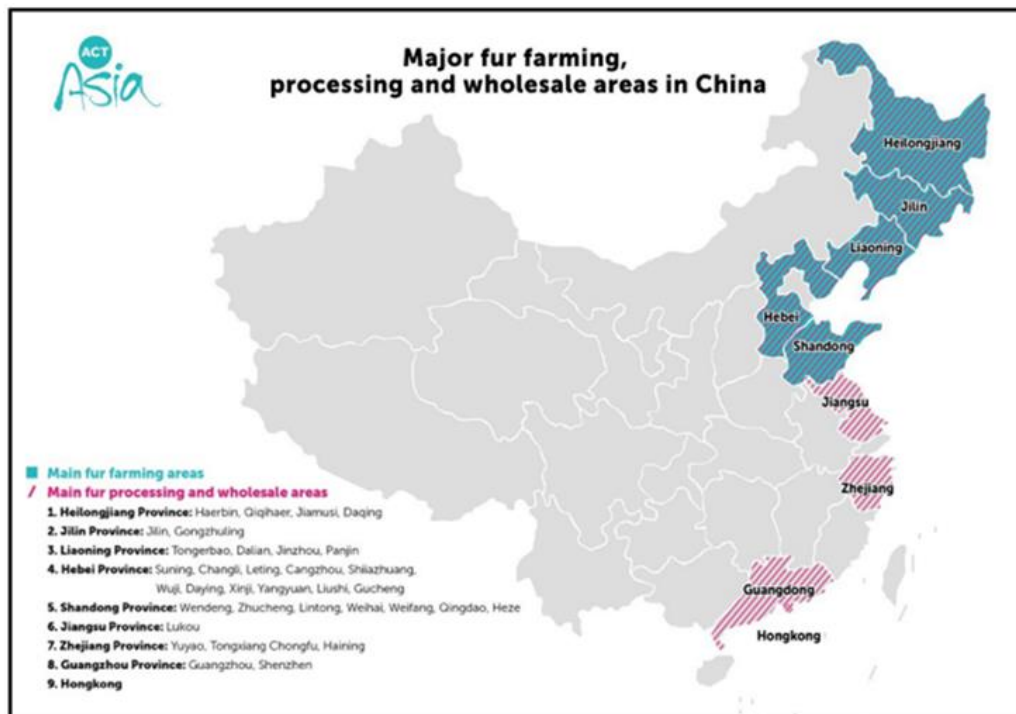 ACT
Asia
Major fur farming,
processing and wholesale areas in China
Heilongjiang
Jilin
Liaoning
Hebei
Shandong
Jiangsu
Zhejiang
Guangdong
Hongkong
Main fur farming areas
Main fur processing and wholesale areas
1. Heilongjiang Province: Haerbin, Qiqihaer, Jiamusi, Daqing
2. Jilin Province: Jilin, Gongzhuling
3. Liaoning Province: Tongerbao, Dalian, Jinzhou, Panjin
4. Hebei Province: Suning, Changli, Leting, Cangzhou, Shiiazhuang,
Wuji, Daying, Xinji, Yangyuan, Liushi, Gucheng
5. Shandong Province: Wendeng, Zhucheng, Lintong, Weihai, Weifang, Qingdao, Heze
6. Jiangsu Province: Lukou
7. Zhejiang Province: Yuyao, Tongxiang Chongfu, Haining
8. Guangzhou Province: Guangzhou, Shenzhen
9. Hongkong